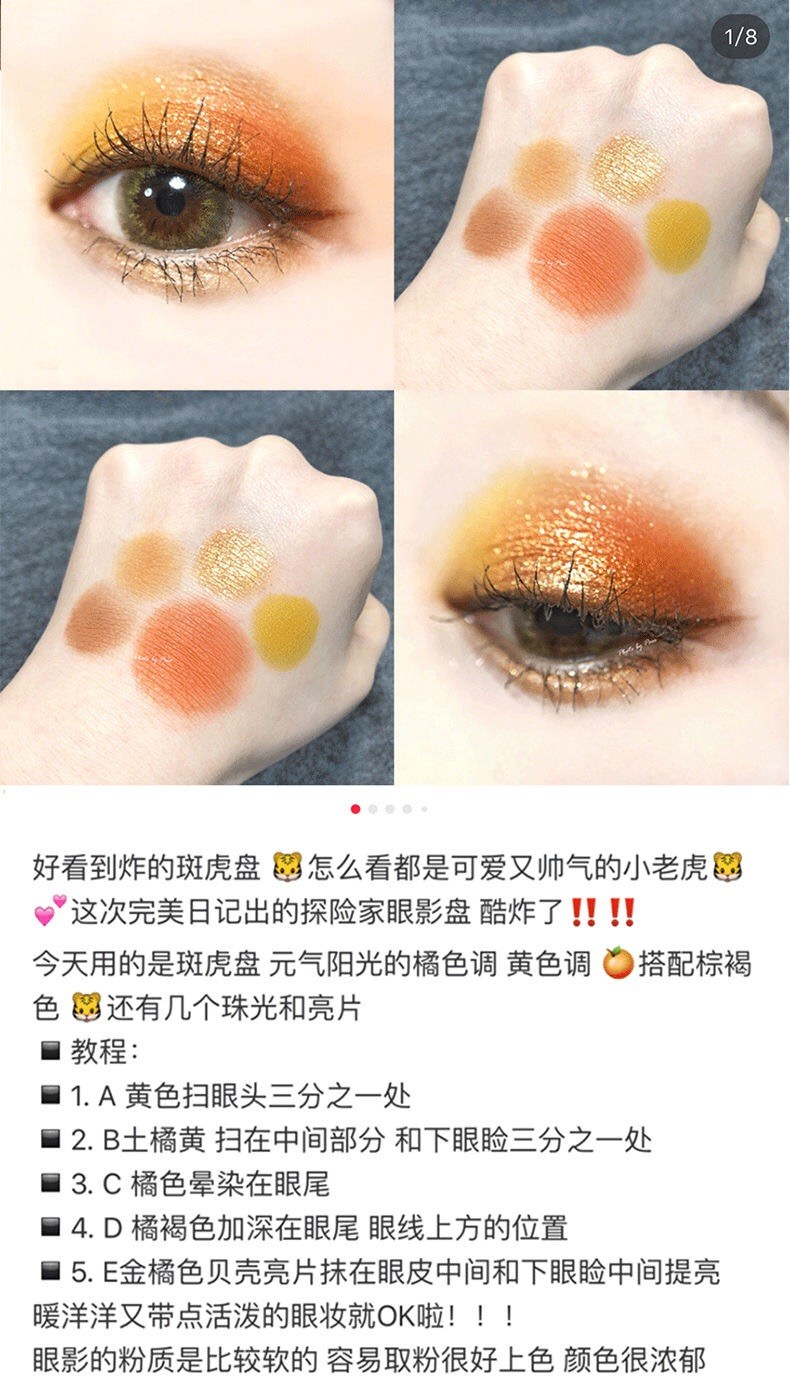 1/8
Photo by Pien
好看到炸的斑虎盘 🐯怎么看都是可爱又帅气的小老虎🐯
💕这次完美日记出的探险家眼影盘 酷炸了‼️‼️
今天用的是斑虎盘 元气阳光的橘色调 黄色调 🍊搭配棕褐
色 🐯还有几个珠光和亮片
◾教程：
◾1. A 黄色扫眼头三分之一处
◾2. B土橘黄 扫在中间部分 和下眼睑三分之一处
◾3. C 橘色晕染在眼尾
◾4. D 橘褐色加深在眼尾 眼线上方的位置
◾5. E金橘色贝壳亮片抹在眼皮中间和下眼睑中间提亮
暖洋洋又带点活泼的眼妆就OK啦！！！
眼影的粉质是比较软的 容易取粉很好上色 颜色很浓郁